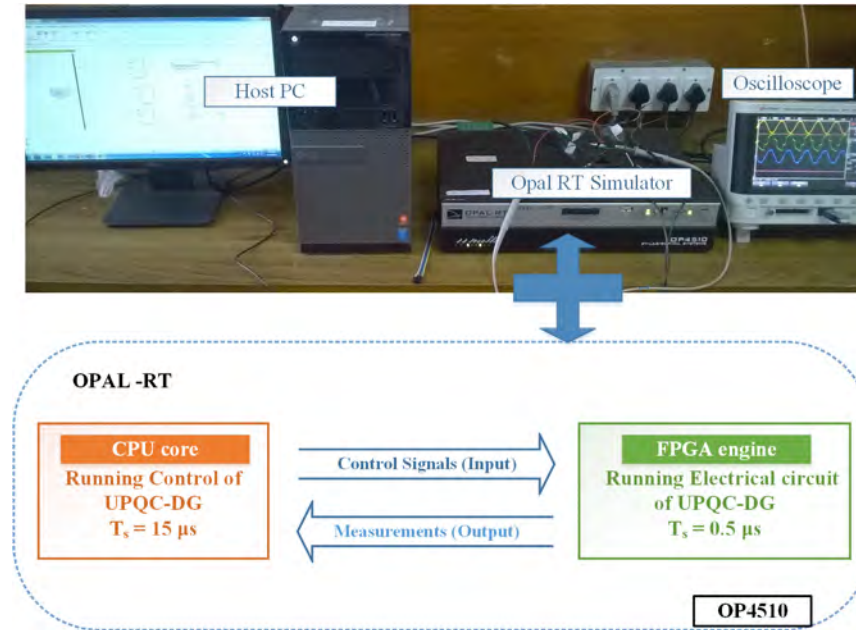 Host PC
Oscilloscope
Opal RT Simulator
OPAL-RT
OP4510
OPAL -RT
CPU core
Running Control of
UPQC-DG
Ts = 15 μs
Control Signals (Input)
Measurements (Output)
FPGA engine
Running Electrical circuit
of UPQC-DG
Ts = 0.5 μs
OP4510